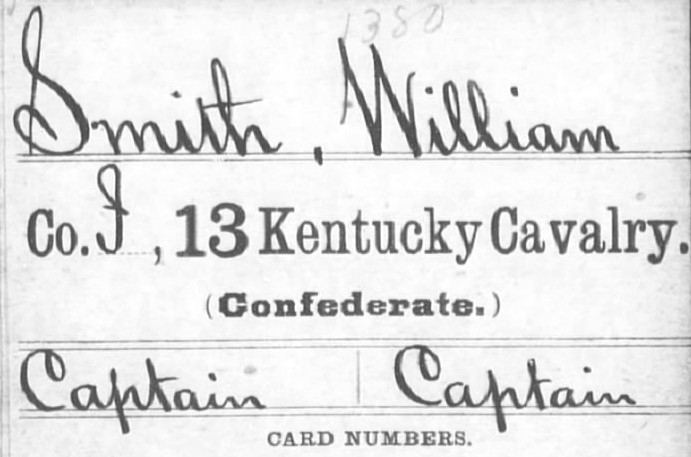 1380
Smith, William
Co. I, 13 Kentucky Cavalry.
(Confederate.)
Captain | Captain
CARD NUMBERS.